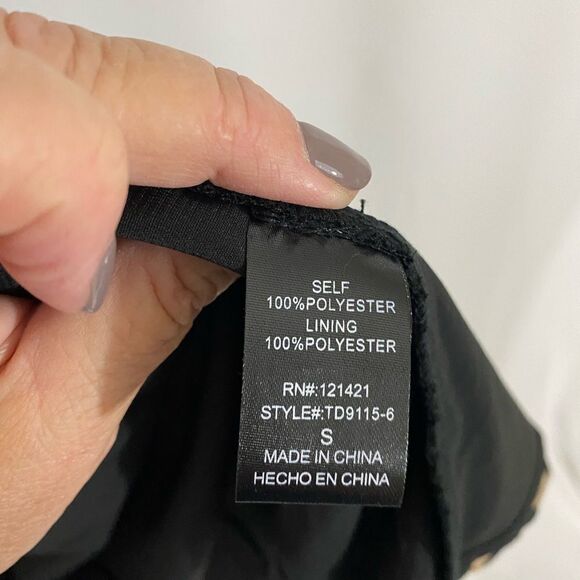 SELF
100%POLYESTER
LINING
100%POLYESTER
RN#:121421
STYLE#:TD9115-6
S
MADE IN CHINA
HECHO EN CHINA